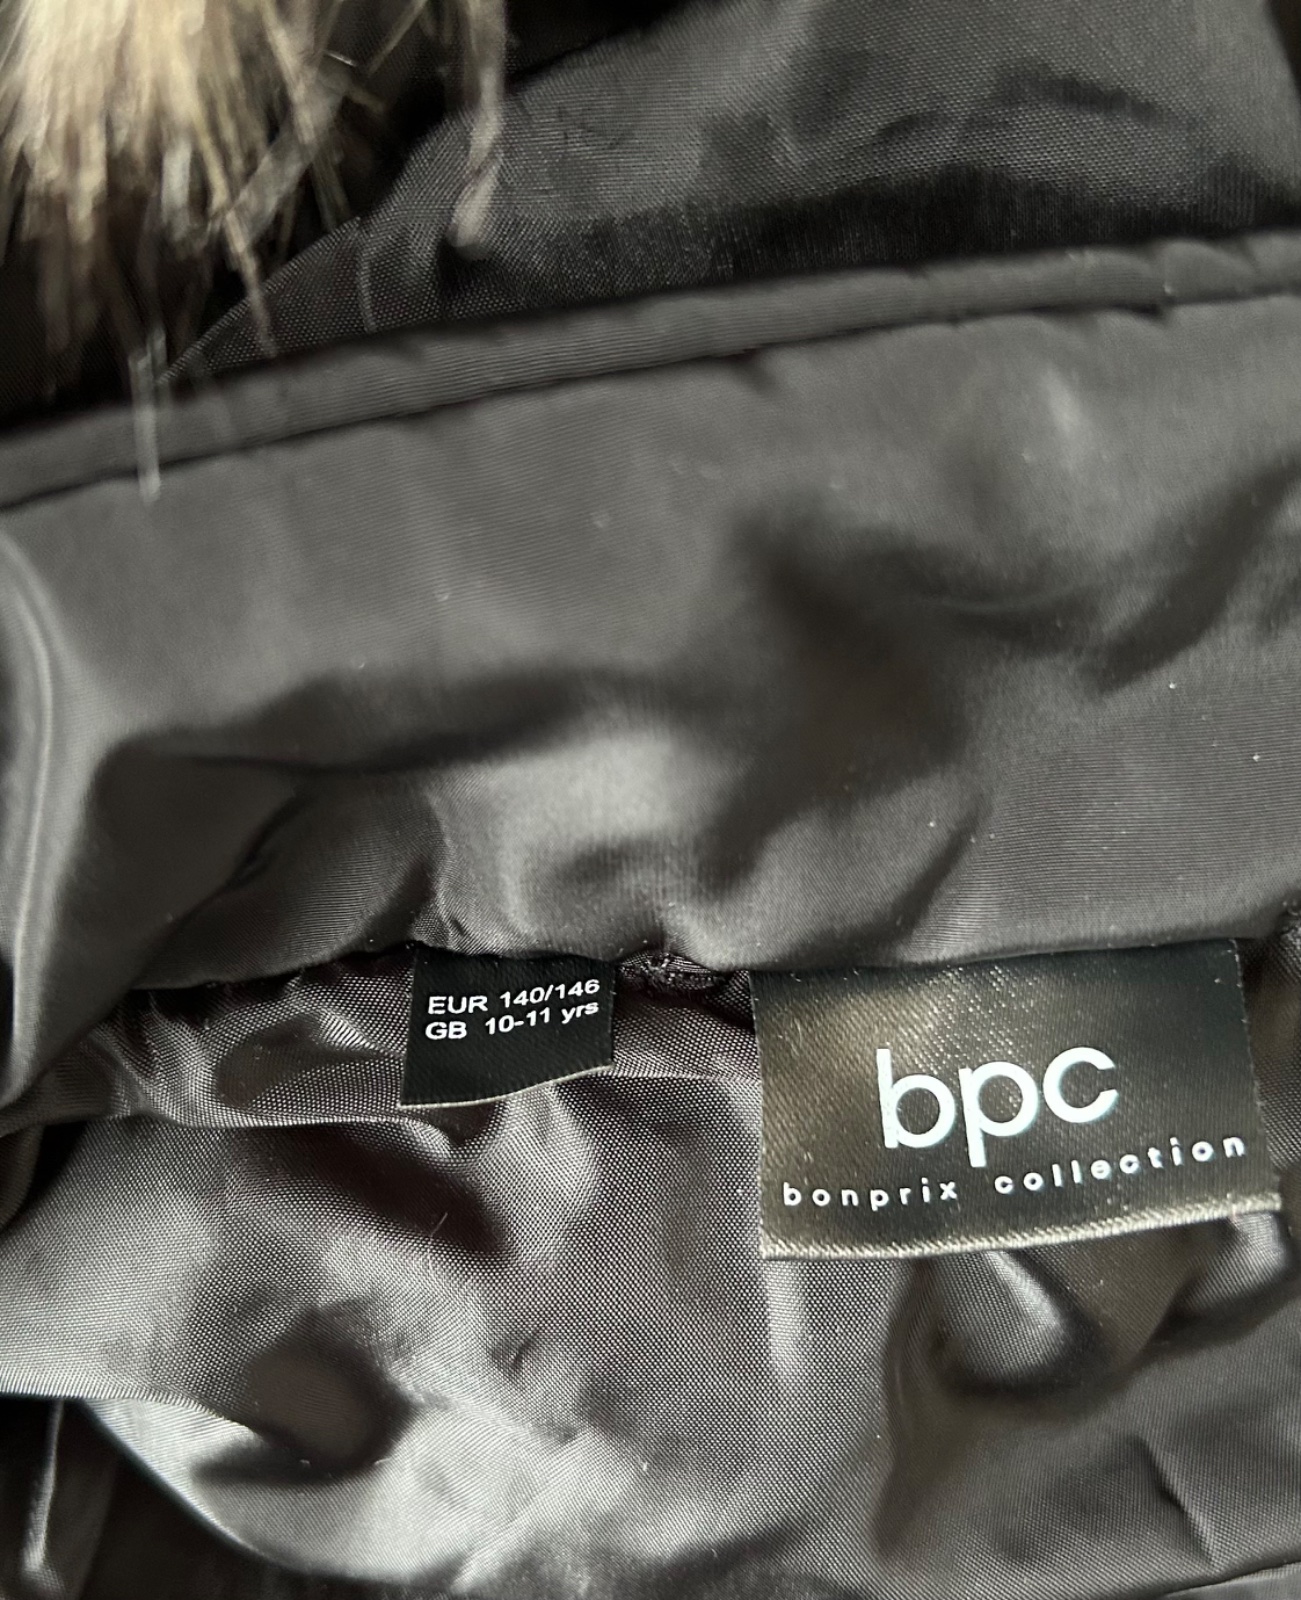 EUR 140/146
GB 10-11 yrs
bpc
bonprix collection